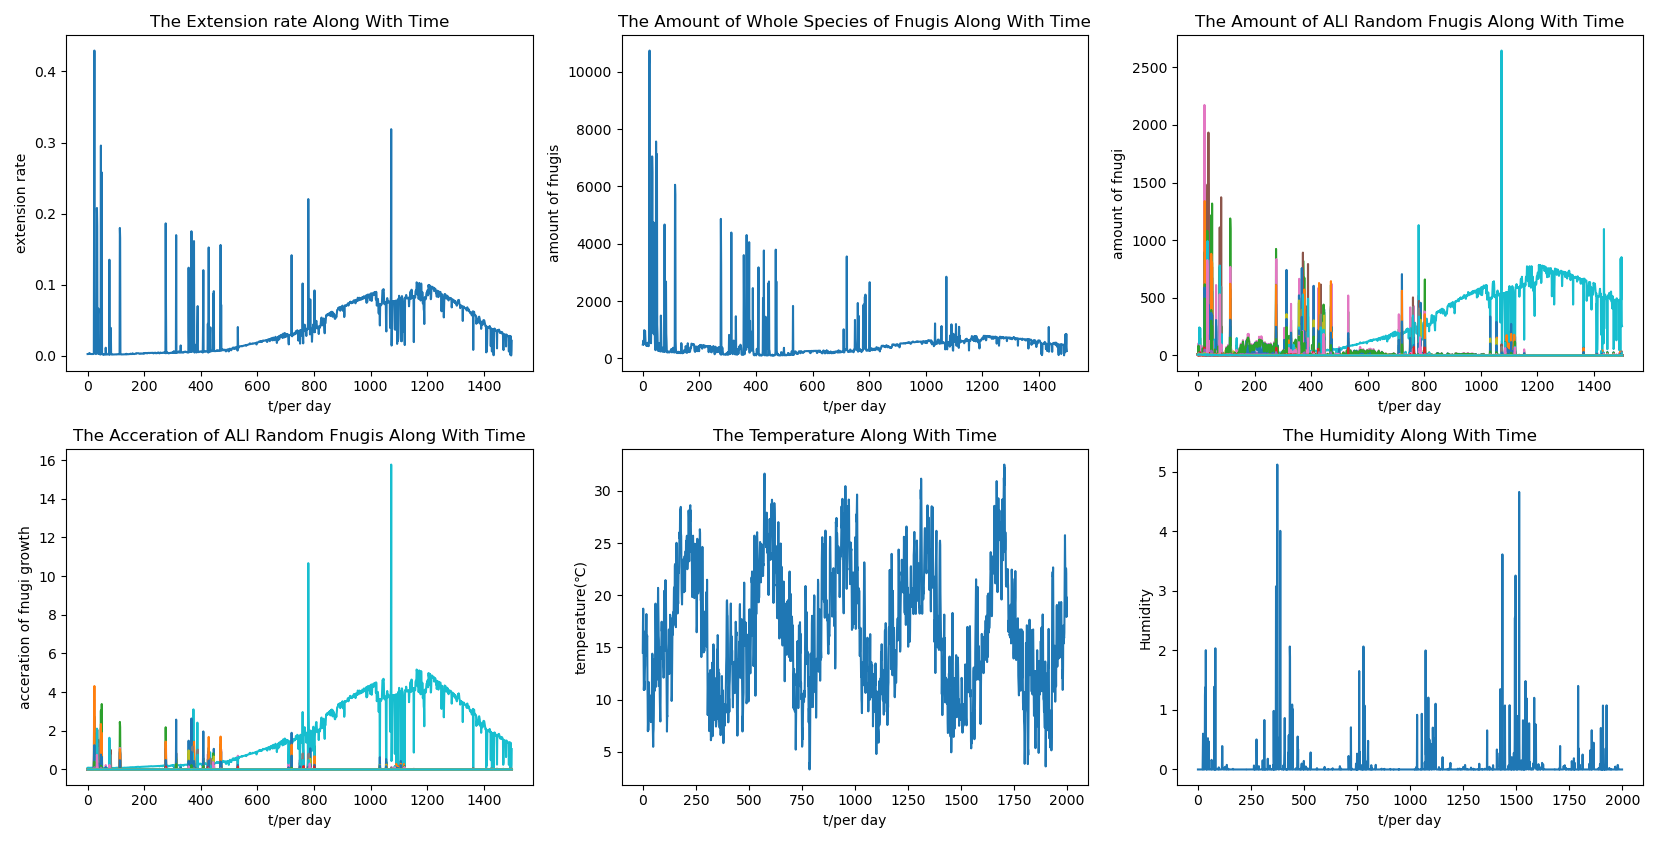 The Extension rate Along With Time
extension rate
0.4
0.3
0.2
0.1
0.0
0 200 400 600 800 1000 1200 1400
t/per day
The Amount of Whole Species of Fnugis Along With Time
amount of fnugis
10000
8000
6000
4000
2000
0
0 200 400 600 800 1000 1200 1400
t/per day
The Amount of ALl Random Fnugis Along With Time
amount of fnugi
2500
2000
1500
1000
500
0
0 200 400 600 800 1000 1200 1400
t/per day
The Acceration of ALl Random Fnugis Along With Time
acceration of fnugi growth
16
14
12
10
8
6
4
2
0
0 200 400 600 800 1000 1200 1400
t/per day
The Temperature Along With Time
temperature(℃)
30
25
20
15
10
5
0 250 500 750 1000 1250 1500 1750 2000
t/per day
The Humidity Along With Time
Humidity
5
4
3
2
1
0
0 250 500 750 1000 1250 1500 1750 2000
t/per day